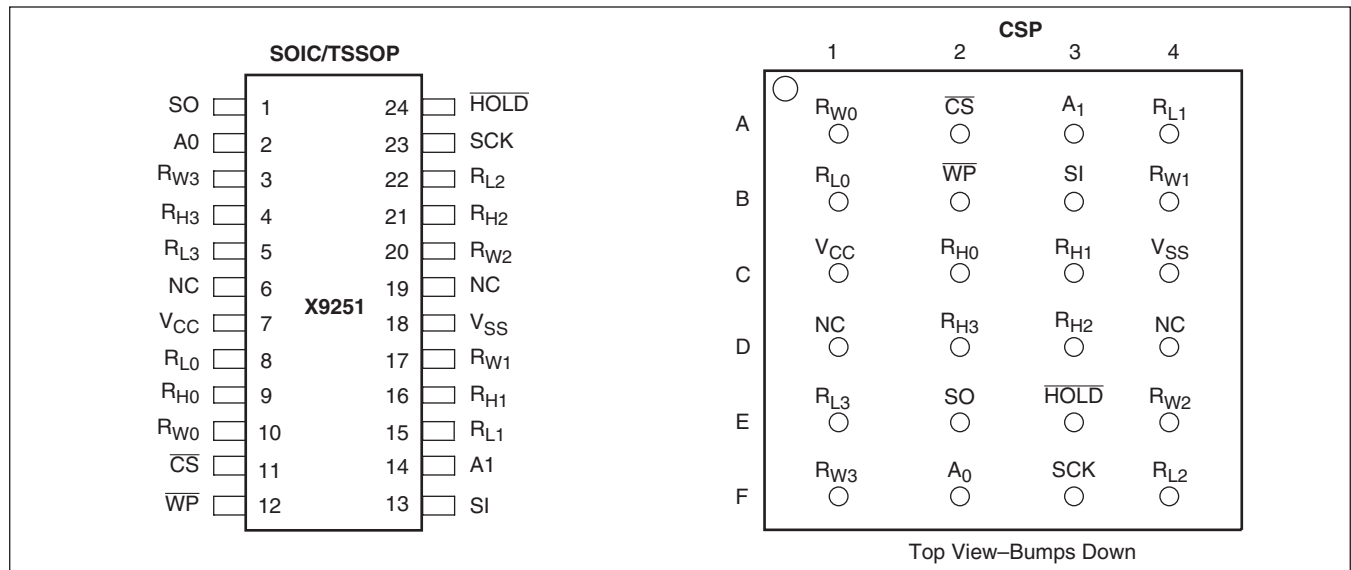 SOIC/TSSOP
SO 1 24 HOLD
A0 2 23 SCK
RW3 3 22 RL2
RH3 4 21 RH2
RL3 5 20 RW2
NC 6 19 NC
X9251
VCC 7 18 VSS
RL0 8 17 RW1
RH0 9 16 RH1
RW0 10 15 RL1
CS 11 14 A1
WP 12 13 SI
CSP
1 2 3 4
A RW0 CS A1 RL1
B RL0 WP SI RW1
C VCC RH0 RH1 VSS
D NC RH3 RH2 NC
E RL3 SO HOLD RW2
F RW3 A0 SCK RL2
Top View–Bumps Down